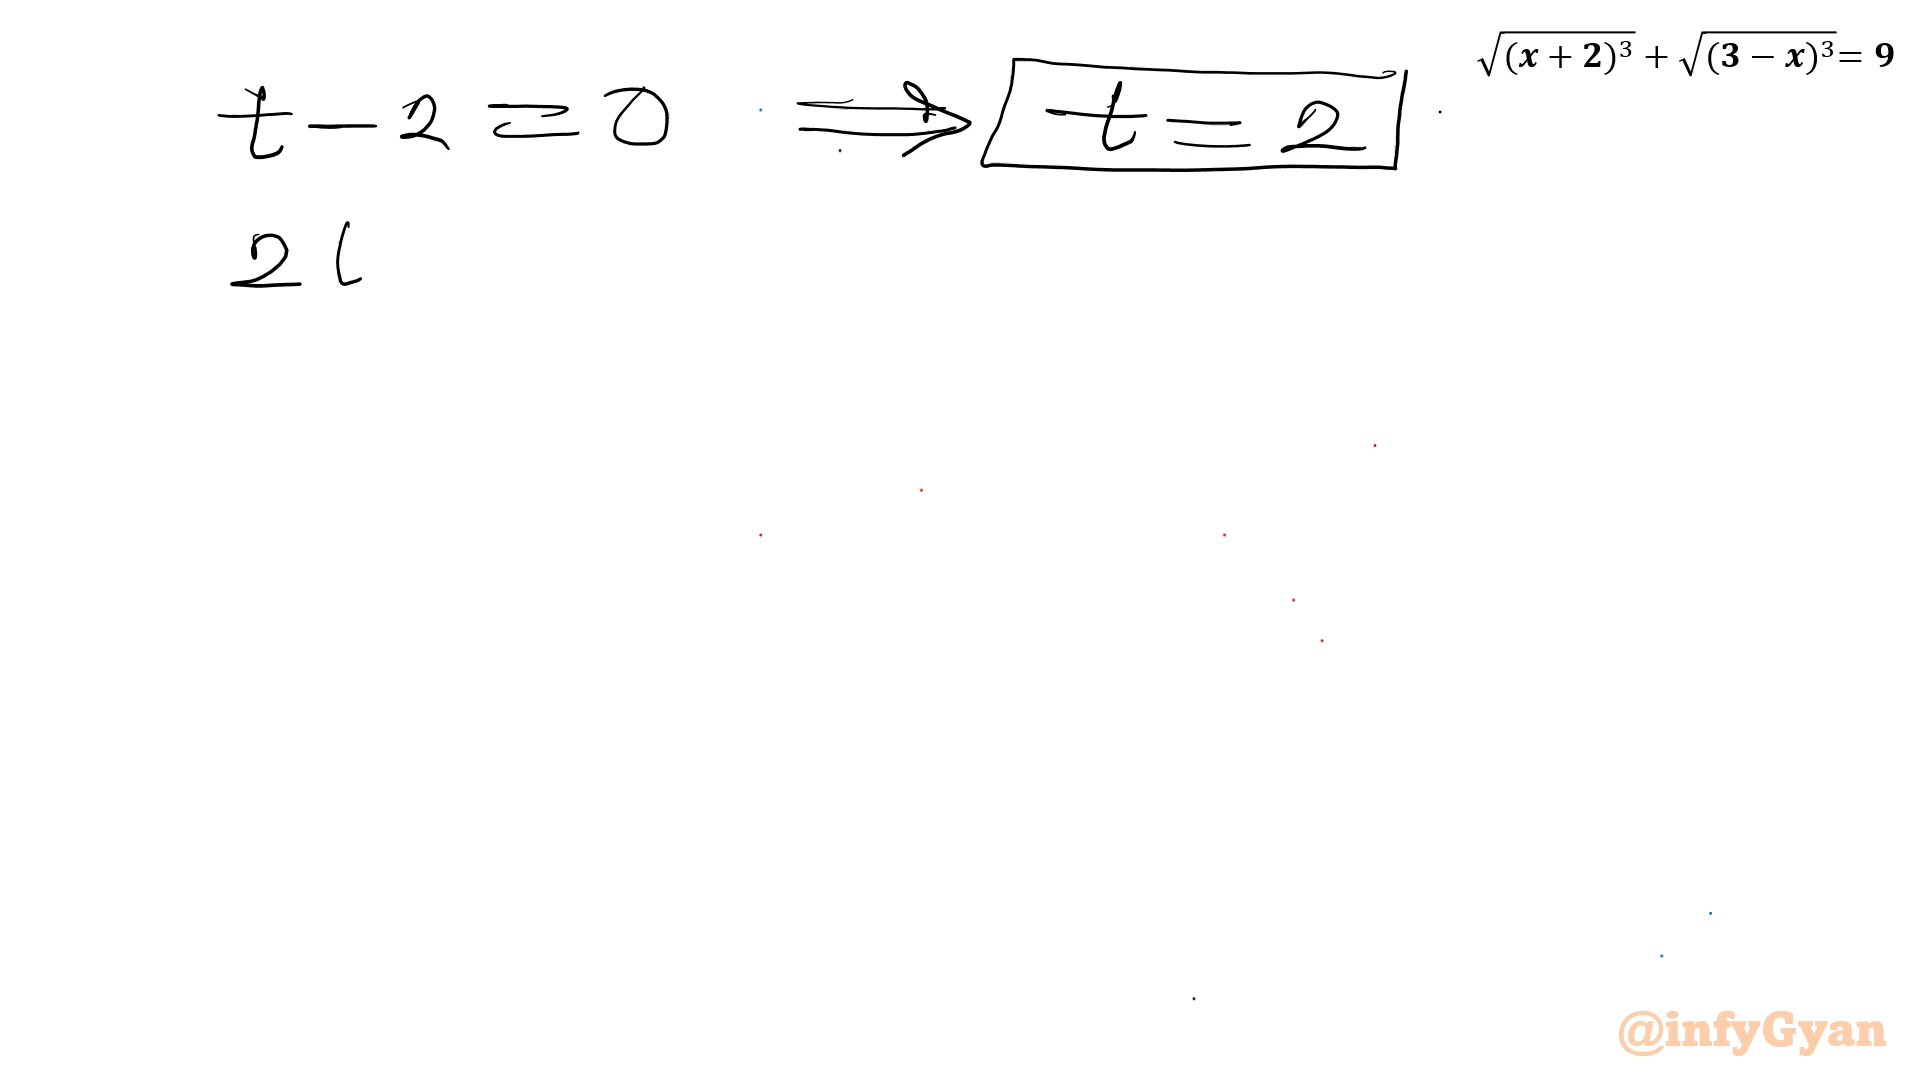 √(x + 2)³ + √(3 − x)³ = 9
t − 2 = 0 ⟹ t = 2
2 (
@infyGyan